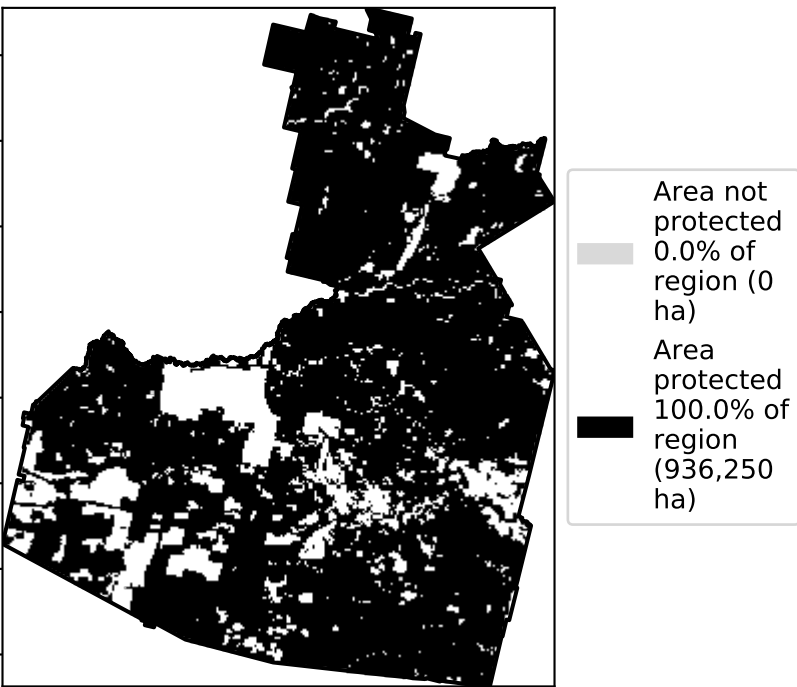 Area not
protected
0.0% of
region (0
ha)
Area
protected
100.0% of
region
(936,250
ha)